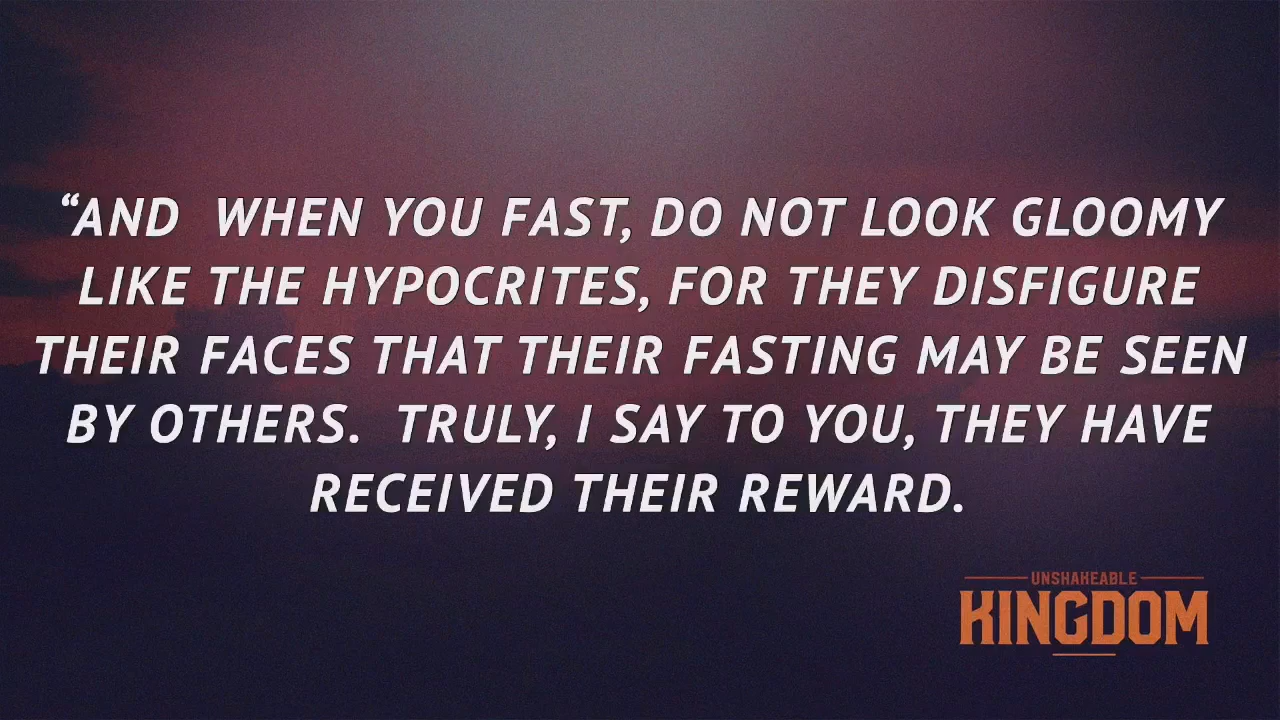 “AND  WHEN YOU FAST, DO NOT LOOK GLOOMY
LIKE THE HYPOCRITES, FOR THEY DISFIGURE
THEIR FACES THAT THEIR FASTING MAY BE SEEN
BY OTHERS.  TRULY, I SAY TO YOU, THEY HAVE
RECEIVED THEIR REWARD.
UNSHAKEABLE
KINGDOM